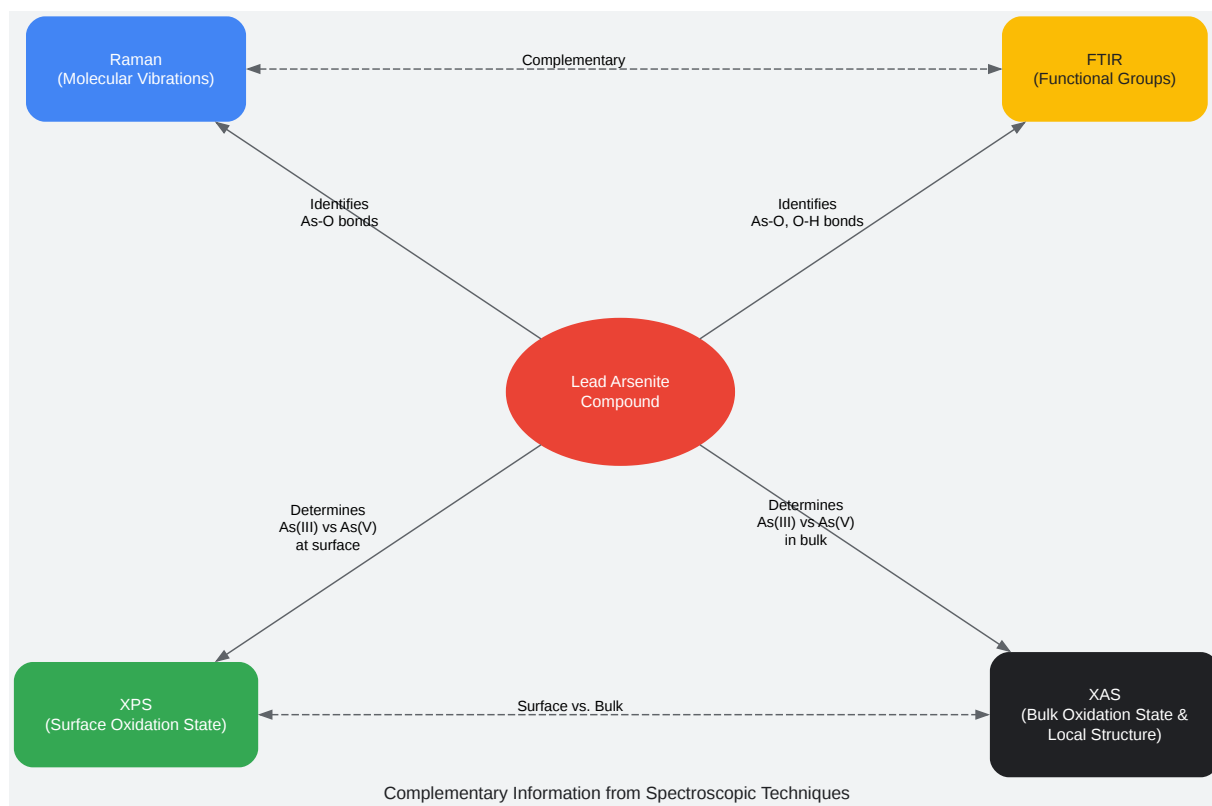 Raman
(Molecular Vibrations)
Complementary
FTIR
(Functional Groups)
Identifies
As-O bonds
Identifies
As-O, O-H bonds
Lead Arsenite
Compound
Determines
As(III) vs As(V)
at surface
Determines
As(III) vs As(V)
in bulk
XPS
(Surface Oxidation State)
Surface vs. Bulk
XAS
(Bulk Oxidation State &
Local Structure)
Complementary Information from Spectroscopic Techniques